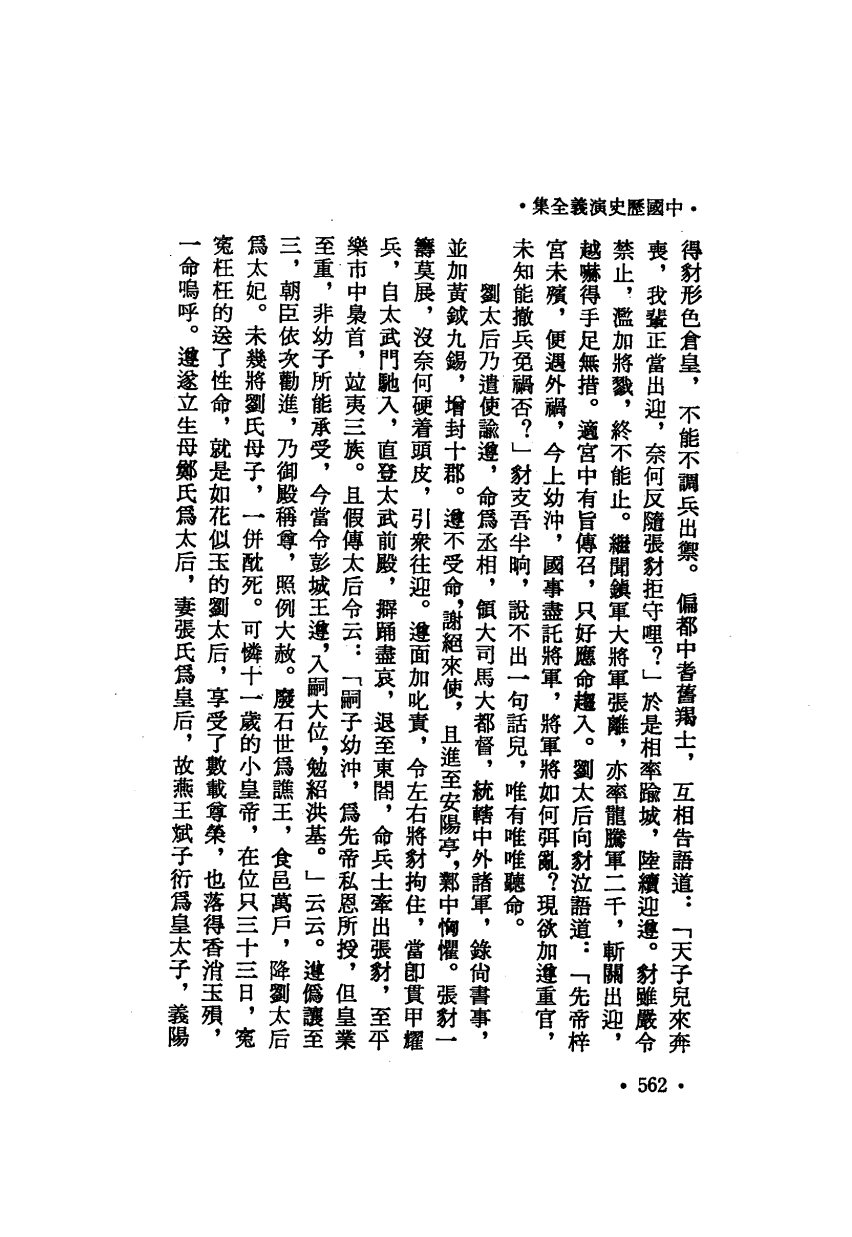 •中國歷史演義全集•
得豺形色倉皇，不能不調兵出禦。偏都中耆舊羯士，互相告語道：「天子兒來奔
喪，我輩正當出迎，奈何反隨張豺拒守哩？」於是相率踰城，陸續迎遵。豺雖嚴令
禁止，濫加將戮，終不能止。繼聞鎮軍大將軍張離，亦率龍騰軍二千，斬關出迎，
越嚇得手足無措。適宮中有旨傳召，只好應命趨入。劉太后向豺泣語道：「先帝梓
宮未殯，便遇外禍，今上幼沖，國事盡託將軍，將軍將如何弭亂？現欲加遵重官，
未知能撤兵免禍否？」豺支吾半晌，說不出一句話兒，唯有唯唯聽命。
劉太后乃遣使諭遵，命爲丞相，領大司馬大都督，統轄中外諸軍，錄尙書事，
並加黃鉞九錫，增封十郡。遵不受命，謝絕來使，且進至安陽亭，鄴中恟懼。張豺一
籌莫展，沒奈何硬着頭皮，引衆往迎。遵面加叱責，令左右將豺拘住，當卽貫甲耀
兵，自太武門馳入，直登太武前殿，擗踊盡哀，退至東閤，命兵士牽出張豺，至平
樂市中梟首，竝夷三族。且假傳太后令云：「嗣子幼沖，爲先帝私恩所授，但皇業
至重，非幼子所能承受，今當令彭城王遵，入嗣大位，勉紹洪基。」云云。遵僞讓至
三，朝臣依次勸進，乃御殿稱尊，照例大赦。廢石世爲譙王，食邑萬戶，降劉太后
爲太妃。未幾將劉氏母子，一併酖死。可憐十一歲的小皇帝，在位只三十三日，寃
寃枉枉的送了性命，就是如花似玉的劉太后，享受了數載尊榮，也落得香消玉殞，
一命嗚呼。遵遂立生母鄭氏爲太后，妻張氏爲皇后，故燕王斌子衍爲皇太子，義陽
•562•